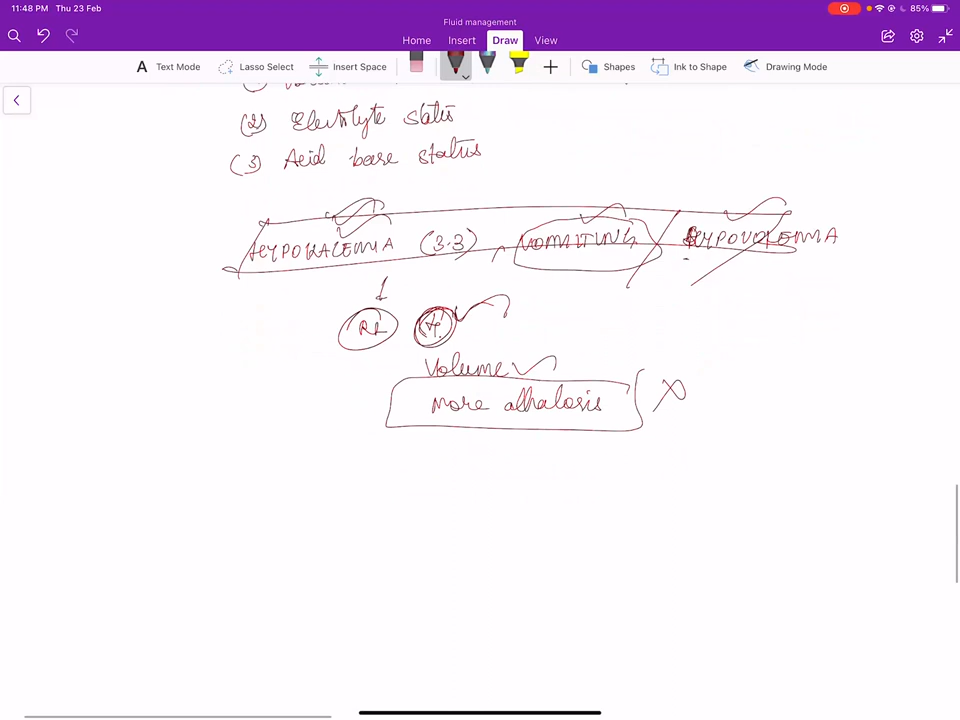 11:48 PM Thu 23 Feb
85%
Fluid management
Home Insert Draw View
Text Mode Lasso Select Insert Space Shapes Ink to Shape Drawing Mode
(2) Electrolyte status
(3) Acid base status
HYPOKALEMIA (3.3), VOMITING HYPOVOLEMIA
RL
Volume
More alkalosis